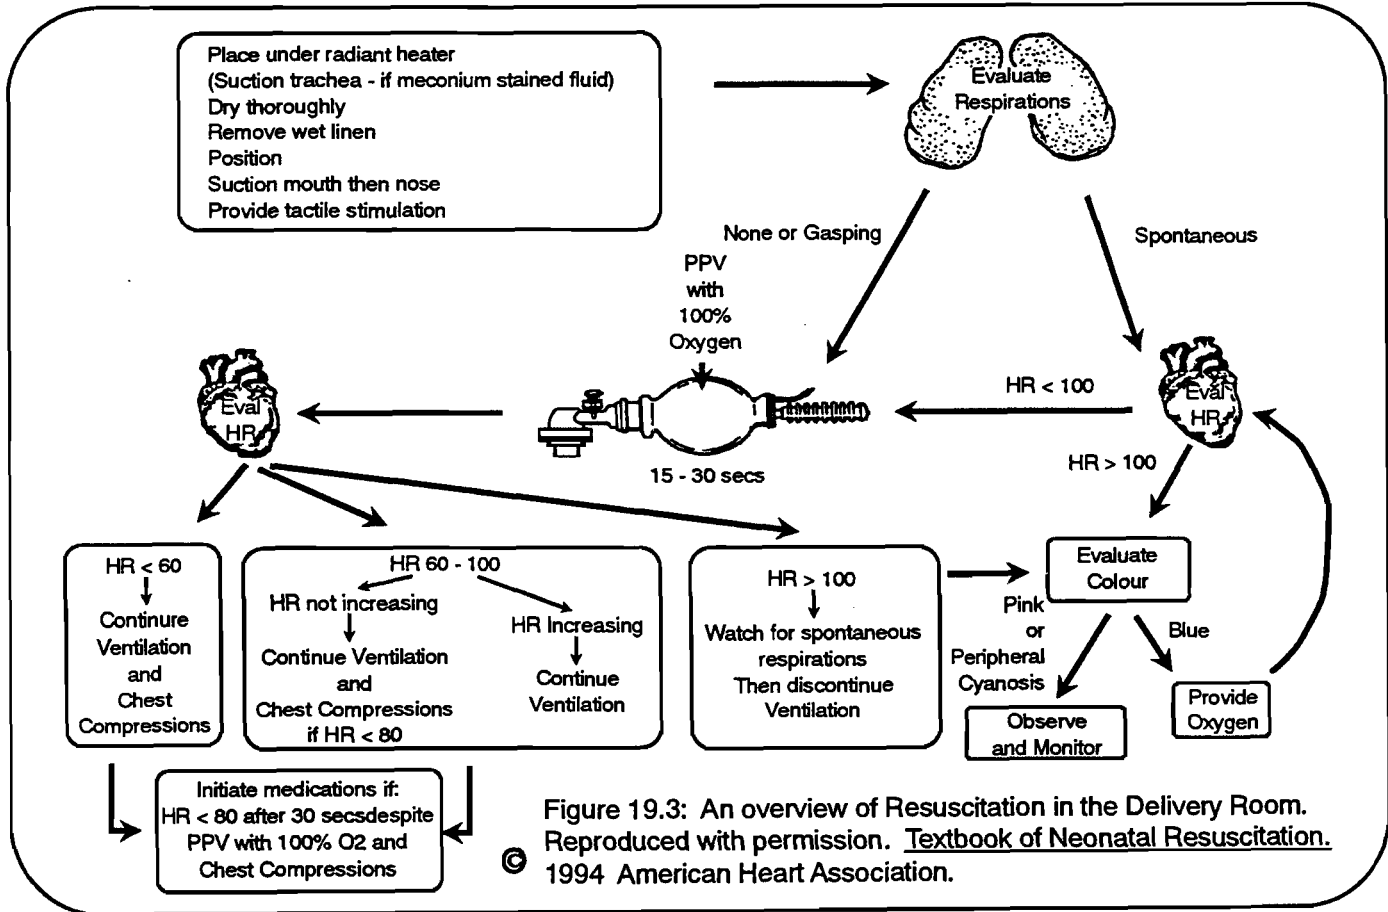 Place under radiant heater
(Suction trachea - if meconium stained fluid)
Dry thoroughly
Remove wet linen
Position
Suction mouth then nose
Provide tactile stimulation
Evaluate
Respirations
None or Gasping
Spontaneous
PPV
with
100%
Oxygen
15 - 30 secs
HR < 100
Eval
HR
HR > 100
Eval
HR
HR < 60
Continure
Ventilation
and
Chest
Compressions
HR 60 - 100
HR not increasing
Continue Ventilation
and
Chest Compressions
if HR < 80
HR Increasing
Continue
Ventilation
HR > 100
Watch for spontaneous
respirations
Then discontinue
Ventilation
Evaluate
Colour
Pink
or
Peripheral
Cyanosis
Blue
Observe
and Monitor
Provide
Oxygen
Initiate medications if:
HR < 80 after 30 secsdespite
PPV with 100% O2 and
Chest Compressions
Figure 19.3: An overview of Resuscitation in the Delivery Room.
Reproduced with permission. Textbook of Neonatal Resuscitation.
© 1994 American Heart Association.